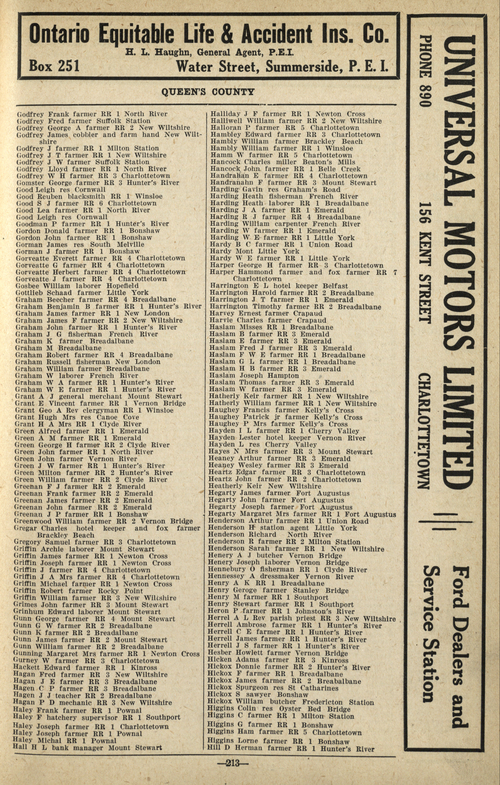 Ontario Equitable Life & Accident Ins. Co.
H. L. Haughn, General Agent, P.E.I.
Box 251 Water Street, Summerside, P. E. I.
QUEEN'S COUNTY
Godfrey Frank farmer RR 1 North River
Godfrey Fred farmer Suffolk Station
Godfrey George A farmer RR 2 New Wiltshire
Godfrey James cobbler and farm hand New Wilt-
shire
Godfrey J farmer RR 1 Milton Station
Godfrey J T farmer RR 1 New Wiltshire
Godfrey J W farmer Suffolk Station
Godfrey Lloyd farmer RR 1 North River
Godfrey W H farmer RR 3 Charlottetown
Gomster George farmer RR 3 Hunter's River
Good Leigh res Cornwall
Good Reuben blacksmith RR 1 Winsloe
Good S J farmer RR 6 Charlottetown
Good Lea farmer RR 1 North River
Good Leigh res Cornwall
Goodman P farmer RR 1 Hunter's River
Gordon Donald farmer RR 1 Bonshaw
Gordon John farmer RR 1 Bonshaw
Gorman James res South Melville
Gorman J farmer RR 1 Bonshaw
Gorveatte Everett farmer RR 4 Charlottetown
Gorveatte G farmer RR 4 Charlottetown
Gorveatte Herbert farmer RR 4 Charlottetown
Gorveatte J farmer RR 4 Charlottetown
Gosbee William laborer Hopefield
Gottlieb Schaad farmer Little York
Graham Beecher farmer RR 4 Breadalbane
Graham Benjamin H farmer RR 1 Hunter's River
Graham James farmer RR 1 New London
Graham James F farmer RR 2 New Wiltshire
Graham John farmer RR 1 Hunter's River
Graham J G fisherman French River
Graham K farmer Breadalbane
Graham M Breadalbane
Graham Robert farmer RR 4 Breadalbane
Graham Russell fisherman New London
Graham William farmer Breadalbane
Graham W laborer French River
Graham W A farmer RR 1 Hunter's River
Graham W E farmer RR 1 Hunter's River
Grant A J general merchant Mount Stewart
Grant E Vincent farmer RR 1 Vernon Bridge
Grant Geo A Rev clergyman RR 1 Winsloe
Grant Hugh Mrs res Canoe Cove
Grant H A Mrs RR 1 Clyde River
Green Alfred farmer RR 1 Emerald
Green A M farmer RR 1 Emerald
Green George H farmer RR 2 Clyde River
Green John farmer RR 1 North River
Green John farmer Vernon River
Green J W farmer RR 1 Hunter's River
Green Milton farmer RR 2 Hunter's River
Green William farmer RR 2 Clyde River
Greenan F J farmer RR 2 Emerald
Greenan Frank farmer RR 2 Emerald
Greenan James farmer RR 2 Emerald
Greenan John farmer RR 2 Emerald
Greenan J P farmer RR 1 Bonshaw
Greenwood William farmer RR 2 Vernon Bridge
Gregar Charles hotel keeper and fox farmer
Brackley Beach
Gregory Samuel farmer RR 3 Charlottetown
Griffin Archie laborer Mount Stewart
Griffin James farmer RR 1 Newton Cross
Griffin Joseph farmer RR 1 Newton Cross
Griffin J farmer RR 4 Charlottetown
Griffin J A Mrs farmer RR 4 Charlottetown
Griffin Michael farmer RR 1 Newton Cross
Griffin Robert farmer Rocky Point
Griffin William farmer RR 3 New Wiltshire
Grimes John farmer RR 3 Mount Stewart
Grinham Edward laborer Mount Stewart
Gunn George farmer RR 4 Mount Stewart
Gunn G W farmer RR 2 Breadalbane
Gunn K farmer RR 2 Breadalbane
Gunn James farmer RR 2 Mount Stewart
Gunn William farmer RR 2 Breadalbane
Gunning Margaret Mrs farmer RR 1 Newton Cross
Gurney W farmer RR 3 Charlottetown
Hackett Edward farmer RR 1 Kinross
Hagan Fred farmer RR 3 New Wiltshire
Hagan J E farmer RR 3 Breadalbane
Hagen C P farmer RR 3 Breadalbane
Hagen J J teacher RR 2 Breadalbane
Hagan P D mechanic RR 3 New Wiltshire
Haley Frank farmer RR 1 Pownal
Haley F hatchery supervisor RR 1 Southport
Haley Joseph farmer RR 1 Charlottetown
Haley Joseph farmer RR 1 Pownal
Haley Michal RR 1 Pownal
Hall H L bank manager Mount Stewart
Halliday J F farmer RR 1 Newton Cross
Halliwell William farmer RR 2 New Wiltshire
Halloran P farmer RR 5 Charlottetown
Hambley Edward farmer RR 3 Charlottetown
Hambly William farmer Brackley Beach
Hambly William farmer RR 1 Winsloe
Hamm W farmer RR 5 Charlottetown
Hancock Charles miller Beaton's Mills
Hancock John farmer RR 1 Belle Creek
Handrahan E farmer RR 4 Charlottetown
Handranahn F farmer RR 3 Mount Stewart
Harding Gavin res Graham's Road
Harding Heath fisherman French River
Harding Heath laborer RR 1 Breadalbane
Harding J A farmer RR 1 Emerald
Harding R J farmer RR 4 Breadalbane
Harding William carpenter French River
Harding W farmer RR 1 Emerald
Harding W E farmer RR 1 Little York
Hardy B C farmer RR 1 Union Road
Hardy Mont Little York
Hardy W E farmer RR 1 Little York
Harper George H farmer RR 3 Charlottetown
Harper Hammond farmer and fox farmer RR 7
Charlottetown
Harrington E L hotel keeper Belfast
Harrington Harold farmer RR 2 Breadalbane
Harrington J T farmer RR 1 Emerald
Harrington Timothy farmer RR 2 Breadalbane
Harvey Ernest farmer Crapaud
Harvie Charles farmer Crapaud
Haslam Misses RR 1 Breadalbane
Haslam B farmer RR 3 Emerald
Haslam E farmer RR 3 Emerald
Haslam Fred J farmer RR 3 Emerald
Haslam F W E farmer RR 1 Breadalbane
Haslam G L farmer RR 1 Breadalbane
Haslam H B farmer RR 3 Emerald
Haslam Joseph Hampton
Haslam Thomas farmer RR 3 Emerald
Haslam W farmer RR 3 Emerald
Hatherly Keir farmer RR 1 New Wiltshire
Hatherly William farmer RR 1 New Wiltshire
Haughey Francis farmer Kelly's Cross
Haughey Patrick jr farmer Kelly's Cross
Haughey P Mrs farmer Kelly's Cross
Hayden I L farmer RR 1 Cherry Valley
Hayden Lester hotel keeper Vernon River
Hayden L res Cherry Valley
Hayes N Mrs farmer RR 3 Mount Stewart
Heaney Arthur farmer RR 3 Emerald
Heaney Wesley farmer RR 3 Emerald
Heartz Edgar farmer RR 3 Charlottetown
Heartz John farmer RR 2 Charlottetown
Heatherly Keir New Wiltshire
Hegarty James farmer Fort Augustus
Hegarty John farmer Fort Augustus
Hegarty Joseph farmer Fort Augustus
Hegarty Margaret Mrs farmer RR 1 Fort Augustus
Henderson Arthur farmer RR 1 Union Road
Henderson H station agent Little York
Henderson Richard North River
Henderson R farmer RR 2 Milton Station
Henderson Sarah farmer RR 1 New Wiltshire
Henery A J butcher Vernon Bridge
Henery Joseph laborer Vernon Bridge
Hennebury O fisherman RR 1 Clyde River
Hennessey A dressmaker Vernon River
Henry A K RR 1 Breadalbane
Henry George farmer Stanley Bridge
Henry M farmer RR 1 Southport
Henry Stewart farmer RR 1 Southport
Heron P farmer RR 1 Johnston's River
Herrel A L Rev parish priest RR 3 New Wiltshire
Herrell Ambrose farmer RR 1 Hunter's River
Herrell C E farmer RR 1 Hunter's River
Herrell James farmer RR 1 Hunter's River
Herrell J S farmer RR 1 Hunter's River
Hesber Howlett farmer Vernon Bridge
Hicken Adams farmer RR 3 Kinross
Hickox Donnie farmer RR 2 Hunter's River
Hickox F farmer RR 1 Breadalbane
Hickox James farmer RR 2 Breabalbane
Hickox Spurgeon res St Catharines
Hickox S sawyer Bonshaw
Hickox William butcher Fredericton Station
Higgins Colin res Oyster Bed Bridge
Higgins C farmer RR 1 Milton Station
Higgins G farmer RR 1 Bonshaw
Higgins Ham farmer RR 5 Charlottetown
Higgins Lorne farmer RR 1 Bonshaw
Hill D Herman farmer RR 1 Hunter's River
UNIVERSAL MOTORS LIMITED
PHONE 890 156 KENT STREET CHARLOTTETOWN
Ford Dealers and
Service Station
—213—